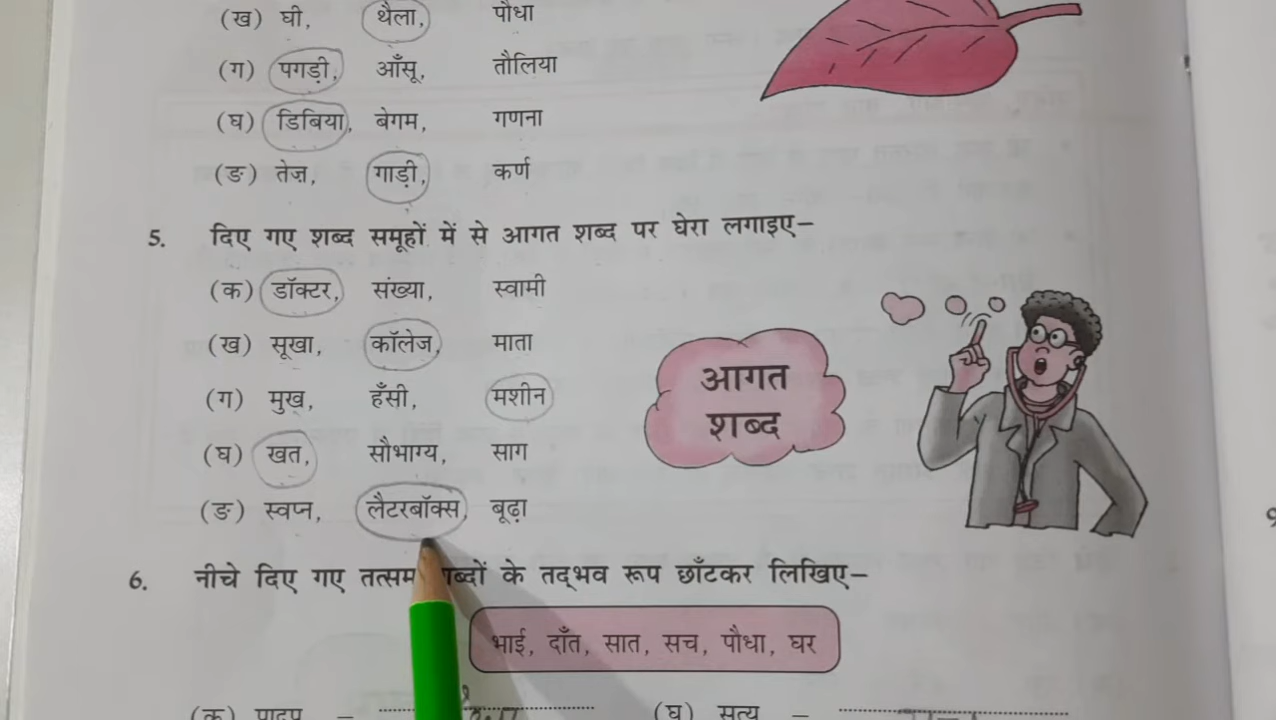 (ख) घी, थैला, पौधा
(ग) पगड़ी, आँसू, तौलिया
(घ) डिबिया, बेगम, गणना
(ङ) तेज़, गाड़ी, कर्ण
5. दिए गए शब्द समूहों में से आगत शब्द पर घेरा लगाइए–
(क) डॉक्टर, संख्या, स्वामी
(ख) सूखा, कॉलेज, माता
(ग) मुख, हँसी, मशीन
(घ) खत, सौभाग्य, साग
(ङ) स्वप्न, लैटरबॉक्स, बूढ़ा
आगत
शब्द
6. नीचे दिए गए तत्सम शब्दों के तद्भव रूप छाँटकर लिखिए–
भाई, दाँत, सात, सच, पौधा, घर
(क) पादप – (घ) सत्य –